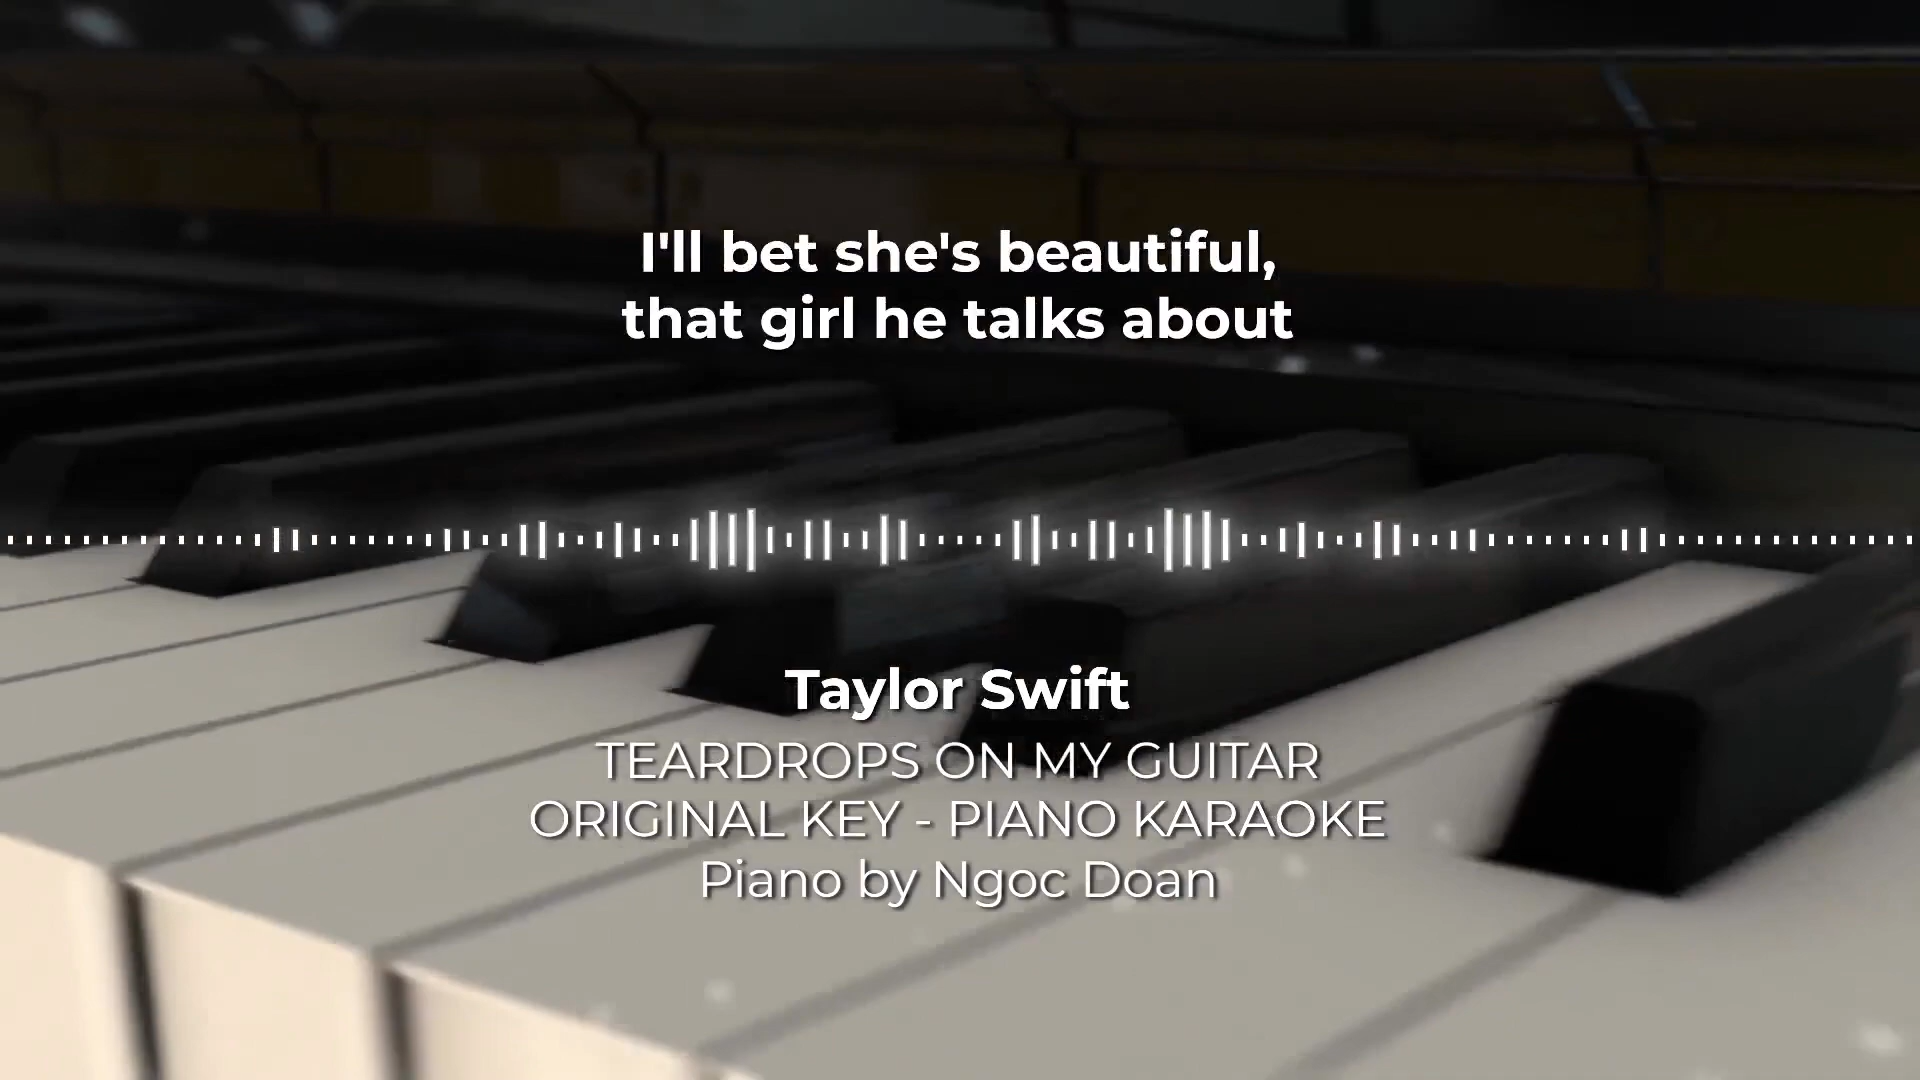 I'll bet she's beautiful,
that girl he talks about
Taylor Swift
TEARDROPS ON MY GUITAR
ORIGINAL KEY - PIANO KARAOKE
Piano by Ngoc Doan